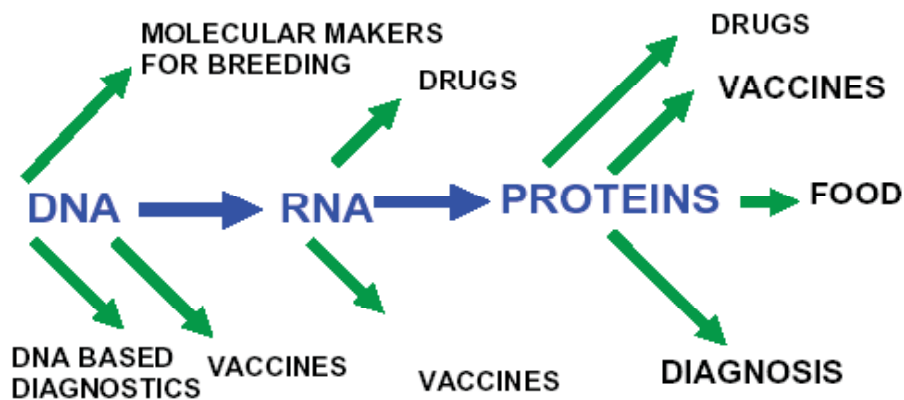 MOLECULAR MAKERS
FOR BREEDING
DRUGS
DRUGS
VACCINES
DNA
RNA
PROTEINS
FOOD
DNA BASED
DIAGNOSTICS
VACCINES
VACCINES
DIAGNOSIS